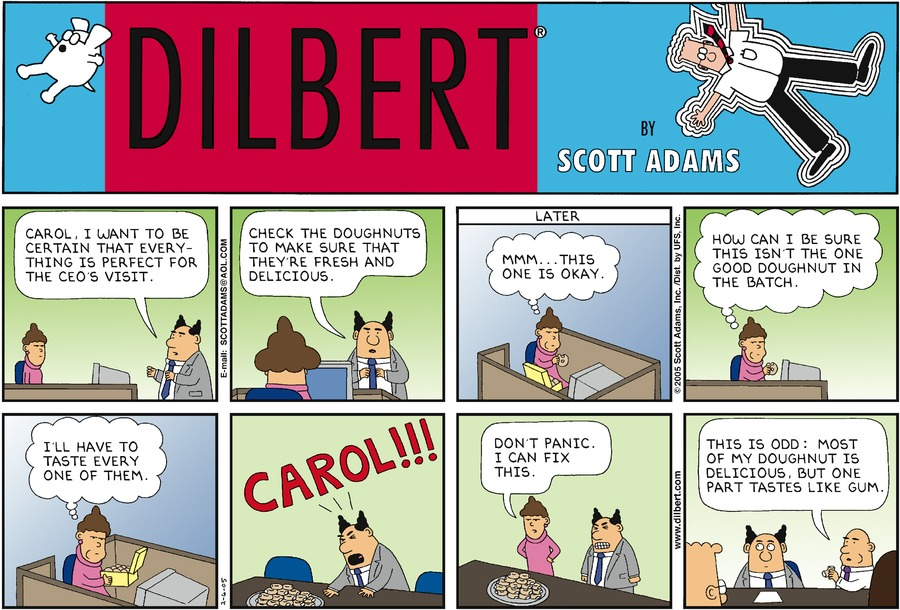 DILBERT®
BY
SCOTT ADAMS
CAROL, I WANT TO BE
CERTAIN THAT EVERY-
THING IS PERFECT FOR
THE CEO'S VISIT.
E-mail: SCOTTADAMS@AOL.COM
CHECK THE DOUGHNUTS
TO MAKE SURE THAT
THEY'RE FRESH AND
DELICIOUS.
LATER
MMM...THIS
ONE IS OKAY.
© 2005 Scott Adams, Inc./Dist. by UFS, Inc.
HOW CAN I BE SURE
THIS ISN'T THE ONE
GOOD DOUGHNUT IN
THE BATCH.
I'LL HAVE TO
TASTE EVERY
ONE OF THEM.
2-6-05
CAROL!!!
DON'T PANIC.
I CAN FIX
THIS.
www.dilbert.com
THIS IS ODD: MOST
OF MY DOUGHNUT IS
DELICIOUS, BUT ONE
PART TASTES LIKE GUM.